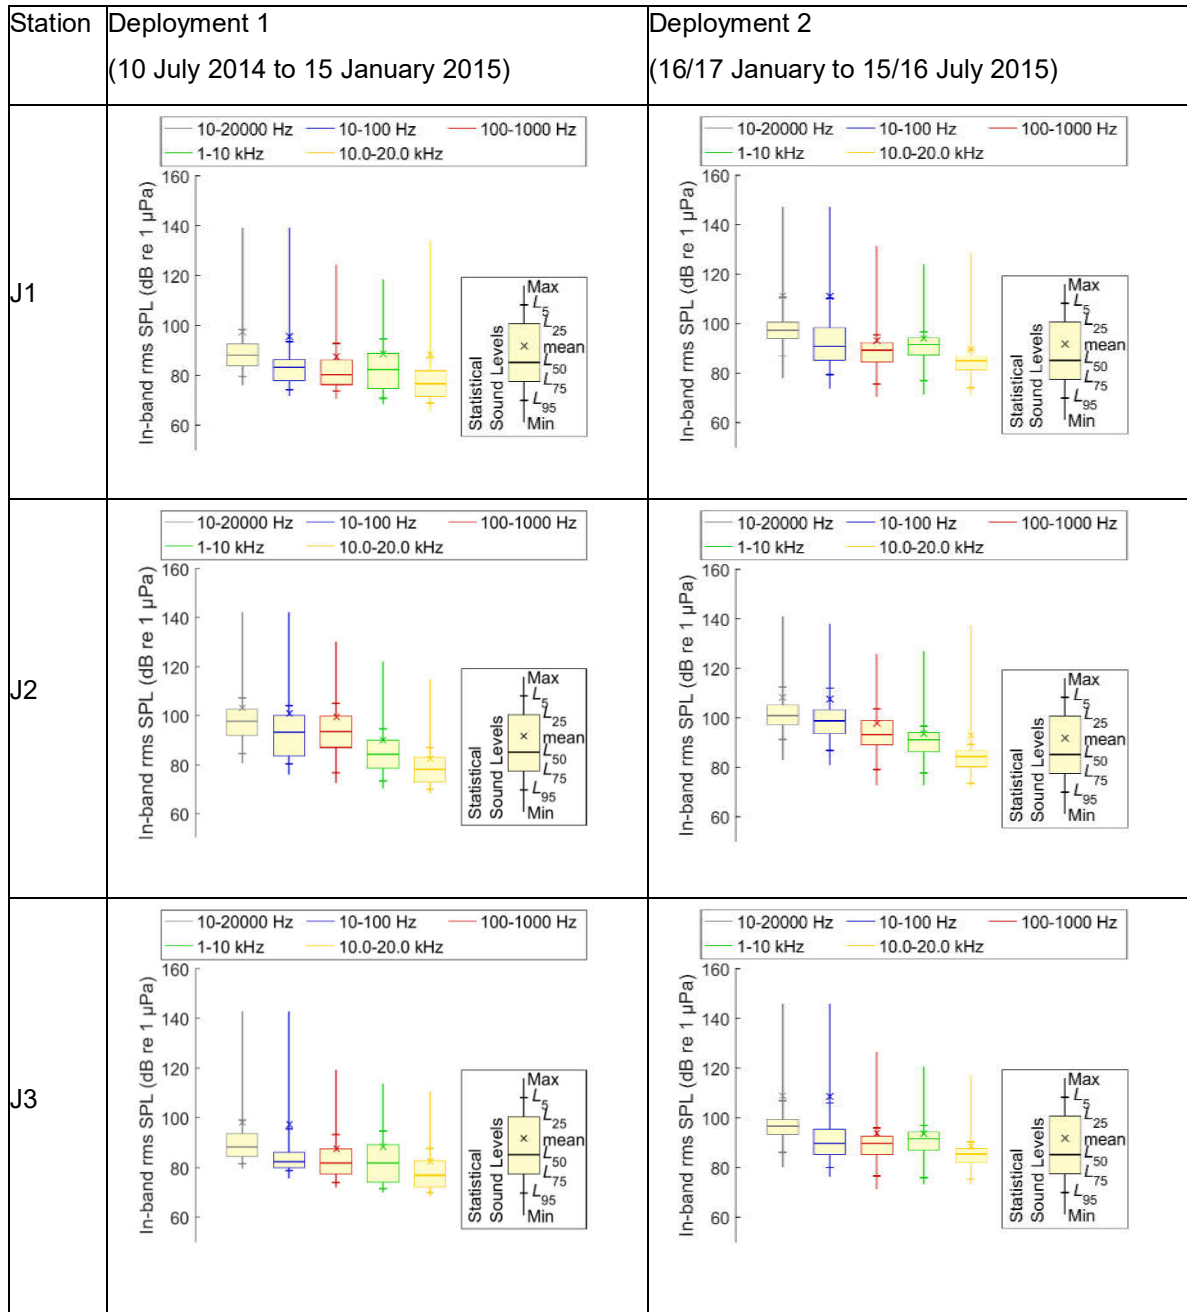 Station
Deployment 1
(10 July 2014 to 15 January 2015)
Deployment 2
(16/17 January to 15/16 July 2015)
J1
10-20000 Hz 10-100 Hz 100-1000 Hz
1-10 kHz 10.0-20.0 kHz
In-band rms SPL (dB re 1 µPa)
160
140
120
100
80
60
Statistical
Sound Levels
Max
L5
L25
mean
L50
L75
L95
Min
10-20000 Hz 10-100 Hz 100-1000 Hz
1-10 kHz 10.0-20.0 kHz
In-band rms SPL (dB re 1 µPa)
160
140
120
100
80
60
Statistical
Sound Levels
Max
L5
L25
mean
L50
L75
L95
Min
J2
10-20000 Hz 10-100 Hz 100-1000 Hz
1-10 kHz 10.0-20.0 kHz
In-band rms SPL (dB re 1 µPa)
160
140
120
100
80
60
Statistical
Sound Levels
Max
L5
L25
mean
L50
L75
L95
Min
10-20000 Hz 10-100 Hz 100-1000 Hz
1-10 kHz 10.0-20.0 kHz
In-band rms SPL (dB re 1 µPa)
160
140
120
100
80
60
Statistical
Sound Levels
Max
L5
L25
mean
L50
L75
L95
Min
J3
10-20000 Hz 10-100 Hz 100-1000 Hz
1-10 kHz 10.0-20.0 kHz
In-band rms SPL (dB re 1 µPa)
160
140
120
100
80
60
Statistical
Sound Levels
Max
L5
L25
mean
L50
L75
L95
Min
10-20000 Hz 10-100 Hz 100-1000 Hz
1-10 kHz 10.0-20.0 kHz
In-band rms SPL (dB re 1 µPa)
160
140
120
100
80
60
Statistical
Sound Levels
Max
L5
L25
mean
L50
L75
L95
Min